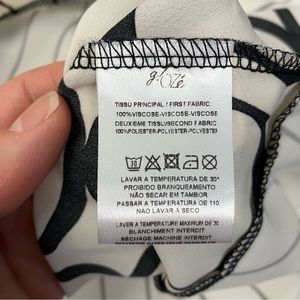 TISSU PRINCIPAL / FIRST FABRIC:
100%VISCOSE-VISCOSE-VISCOSE
DEUXIEME TISSU/SECOND FABRIC
100%POLYESTER-POLYESTER-POLYESTER
LAVAR A TEMPERATURA DE 30°
PROIBIDO BRANQUEAMENTO
NÃO SECAR EM TAMBOR
PASSAR A TEMPERATURA DE 110
NAO LAVAR A SECO
LAVER A TEMPERATURE MAXIMUM DE 30
BLANCHIMENT INTERDIT
SECHAGE MACHINE INTERDIT